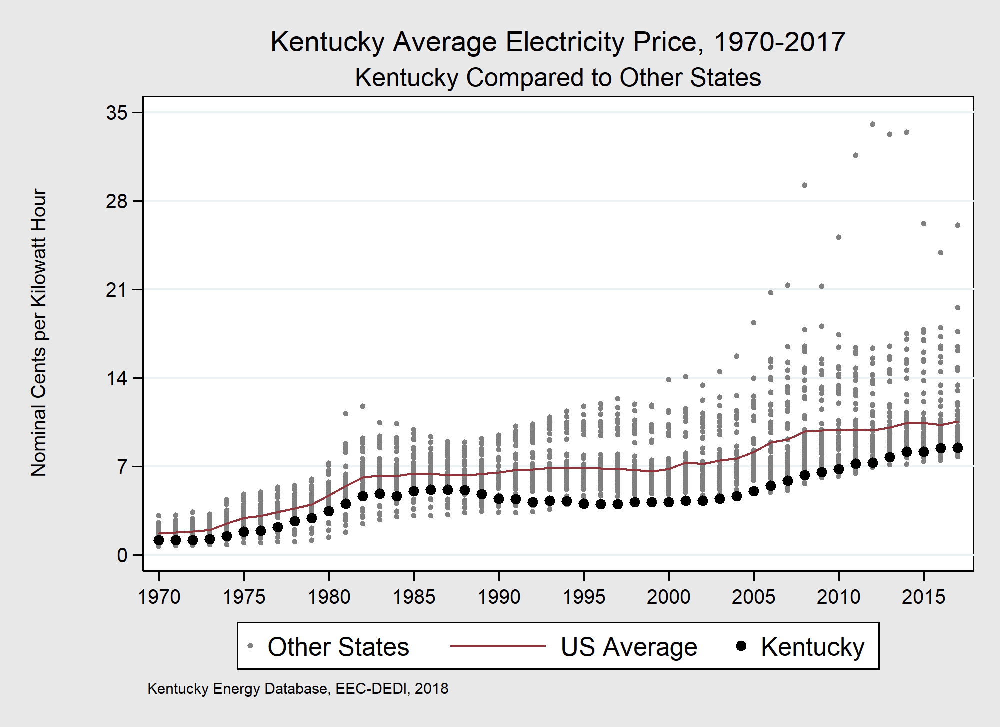 Kentucky Average Electricity Price, 1970-2017
Kentucky Compared to Other States
Nominal Cents per Kilowatt Hour
35
28
21
14
7
0
1970 1975 1980 1985 1990 1995 2000 2005 2010 2015
Other States US Average Kentucky
Kentucky Energy Database, EEC-DEDI, 2018